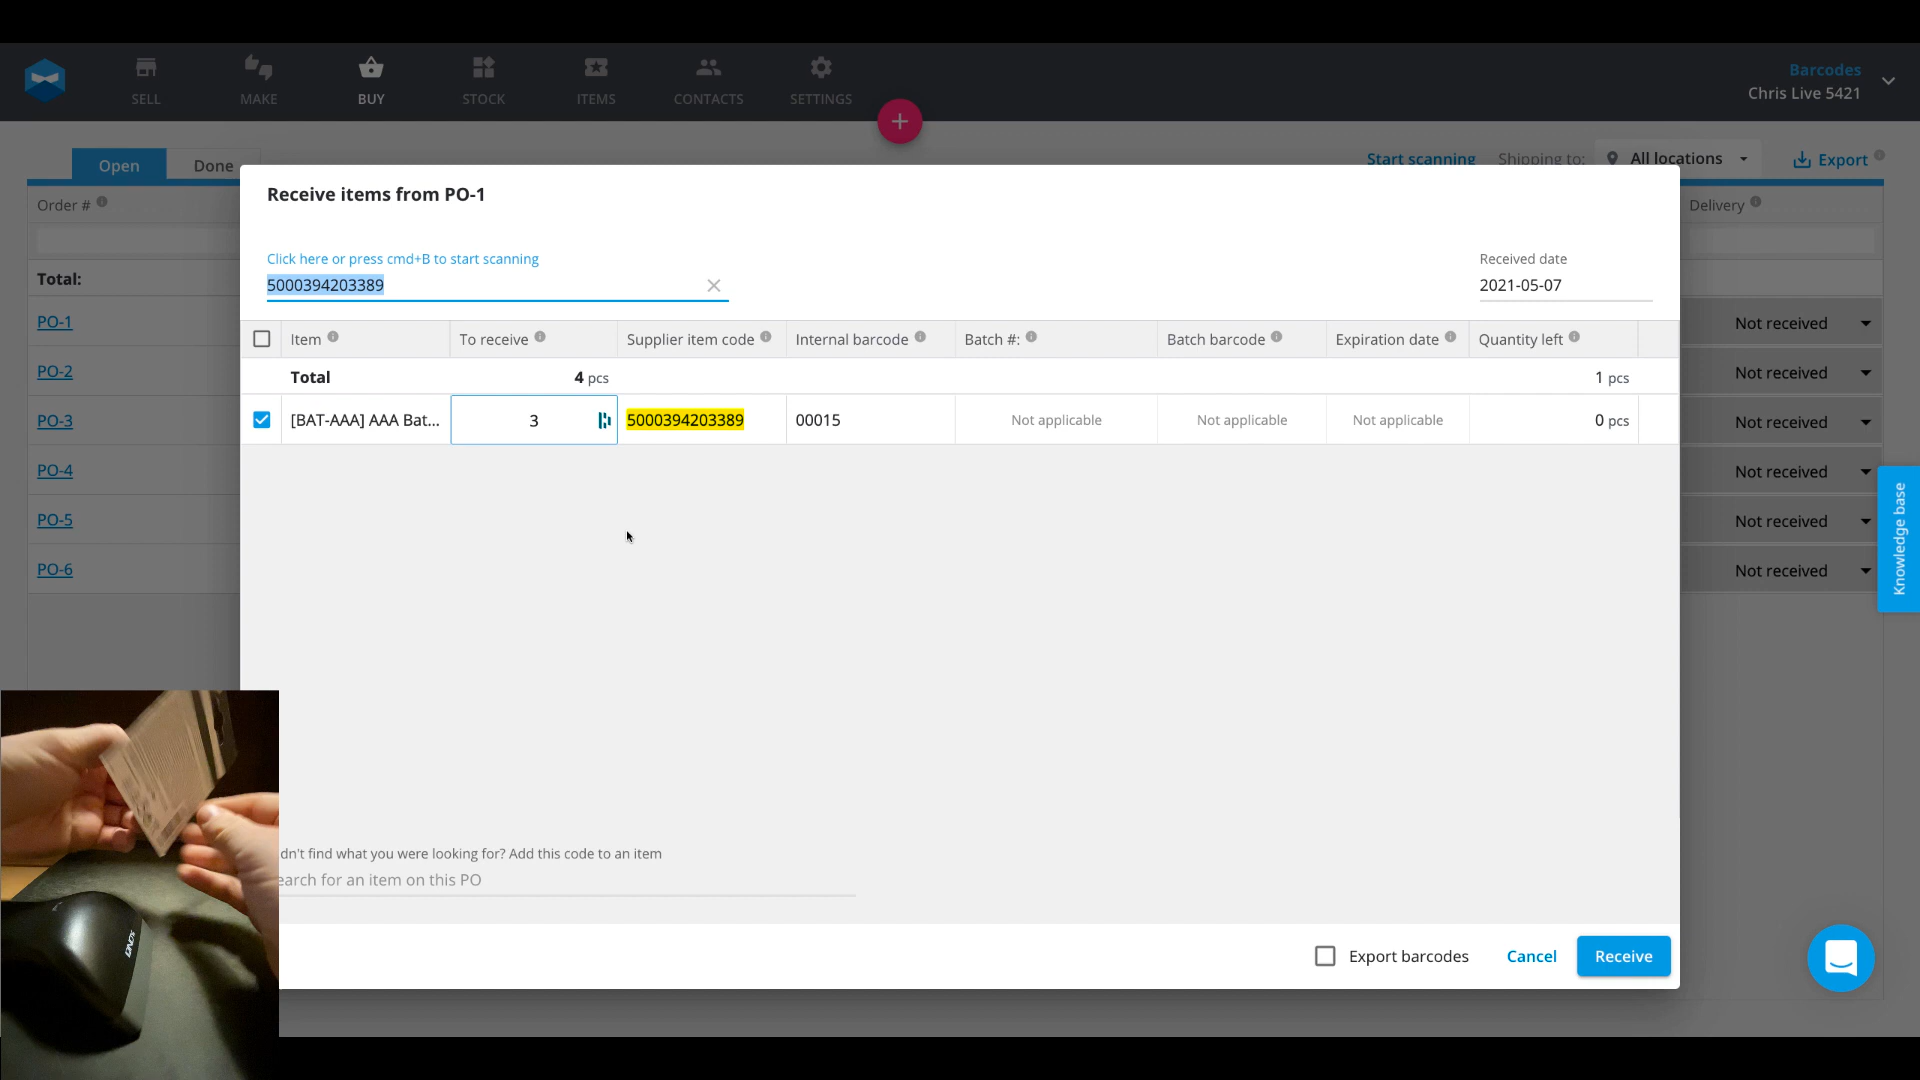 SELL
MAKE
BUY
STOCK
ITEMS
CONTACTS
SETTINGS
Barcodes
Chris Live 5421
+
Open
Done
Start scanning
Shipping to:
All locations
Export
Order #
Delivery
Total:
PO-1
PO-2
PO-3
PO-4
PO-5
PO-6
Not received
Not received
Not received
Not received
Not received
Not received
Knowledge base
Receive items from PO-1
Click here or press cmd+B to start scanning
5000394203389
Received date
2021-05-07
Item
To receive
Supplier item code
Internal barcode
Batch #:
Batch barcode
Expiration date
Quantity left
Total
4 pcs
1 pcs
[BAT-AAA] AAA Bat...
3
5000394203389
00015
Not applicable
Not applicable
Not applicable
0 pcs
dn't find what you were looking for? Add this code to an item
earch for an item on this PO
Export barcodes
Cancel
Receive